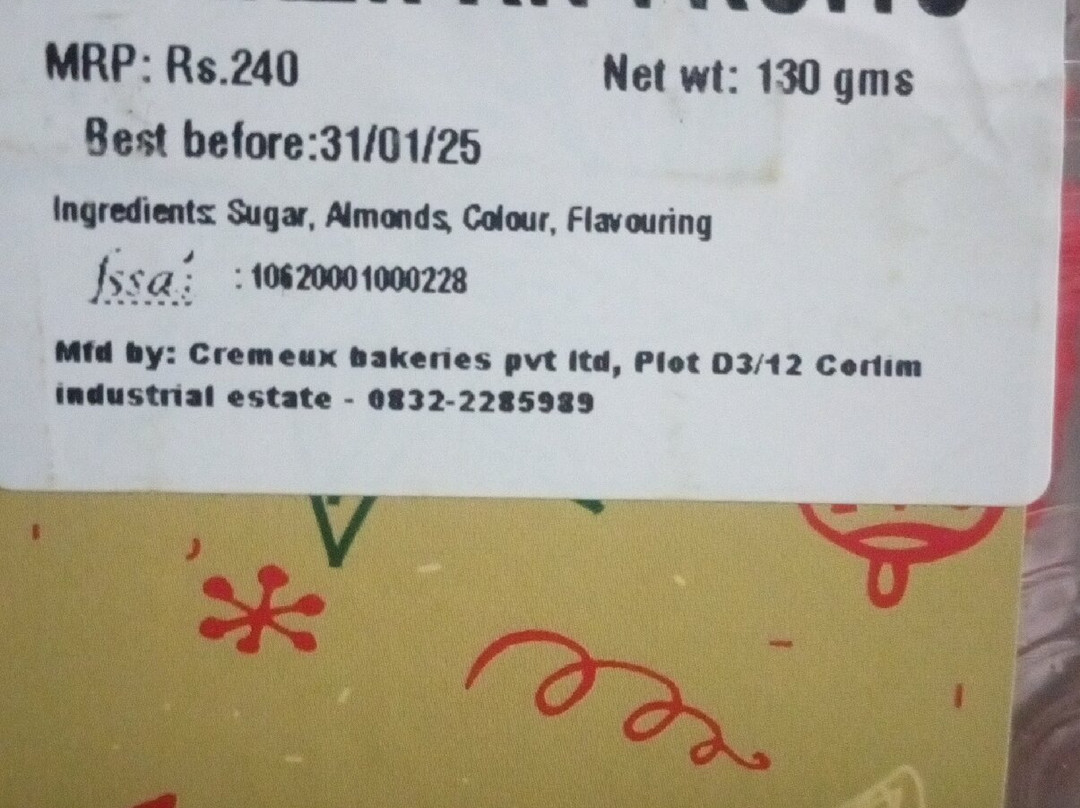 MRP: Rs.240 Net wt: 130 gms
Best before:31/01/25
Ingredients: Sugar, Almonds, Colour, Flavouring
fssai : 10620001000228
Mfd by: Cremeux bakeries pvt ltd, Plot D3/12 Corlim
industrial estate - 0832-2285989